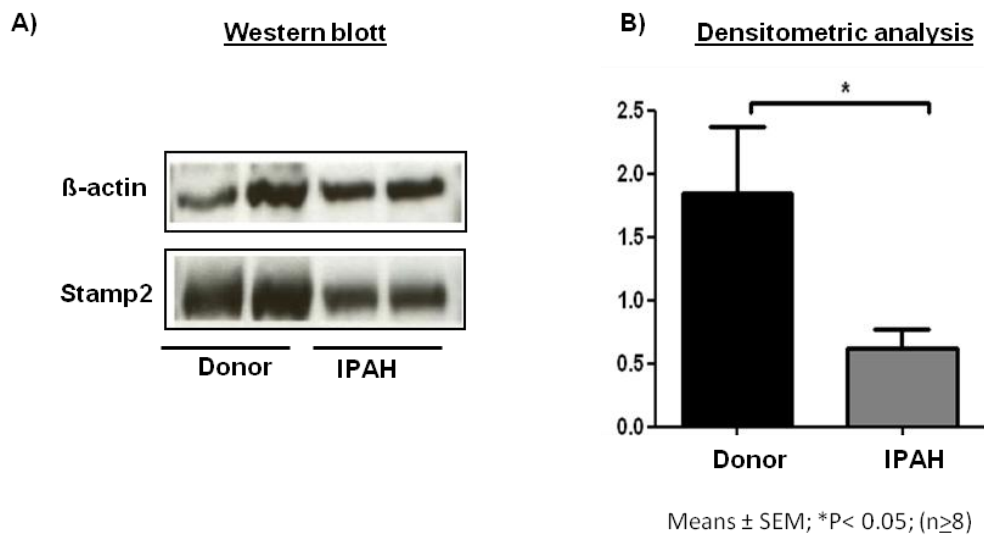 A)
Western blott
ß-actin
Stamp2
Donor IPAH
B)
Densitometric analysis
*
2.5
2.0
1.5
1.0
0.5
0.0
Donor IPAH
Means ± SEM; *P< 0.05; (n≥8)